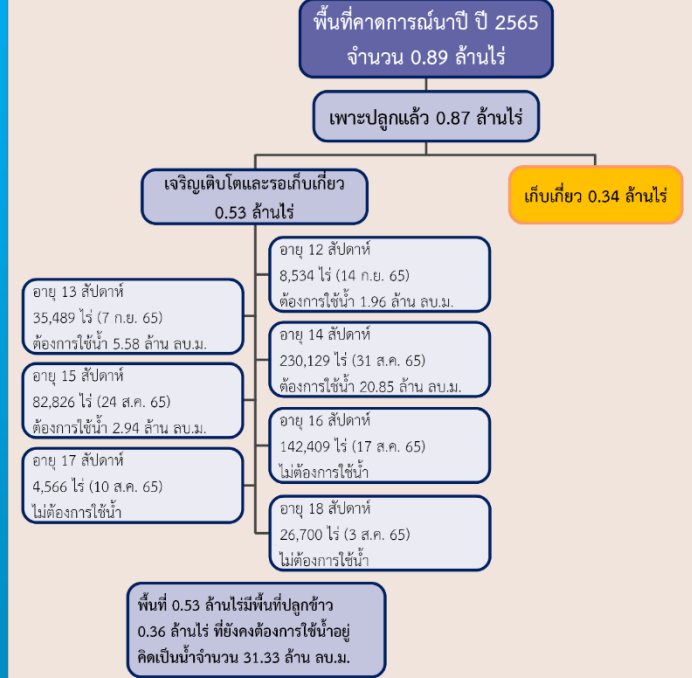 พื้นที่คาดการณ์นาปี ปี 2565
จำนวน 0.89 ล้านไร่
เพาะปลูกแล้ว 0.87 ล้านไร่
เจริญเติบโตและรอเก็บเกี่ยว
0.53 ล้านไร่
เก็บเกี่ยว 0.34 ล้านไร่
อายุ 12 สัปดาห์
8,534 ไร่ (14 ก.ย. 65)
ต้องการใช้น้ำ 1.96 ล้าน ลบ.ม.
อายุ 13 สัปดาห์
35,489 ไร่ (7 ก.ย. 65)
ต้องการใช้น้ำ 5.58 ล้าน ลบ.ม.
อายุ 14 สัปดาห์
230,129 ไร่ (31 ส.ค. 65)
ต้องการใช้น้ำ 20.85 ล้าน ลบ.ม.
อายุ 15 สัปดาห์
82,826 ไร่ (24 ส.ค. 65)
ต้องการใช้น้ำ 2.94 ล้าน ลบ.ม.
อายุ 16 สัปดาห์
142,409 ไร่ (17 ส.ค. 65)
ไม่ต้องการใช้น้ำ
อายุ 17 สัปดาห์
4,566 ไร่ (10 ส.ค. 65)
ไม่ต้องการใช้น้ำ
อายุ 18 สัปดาห์
26,700 ไร่ (3 ส.ค. 65)
ไม่ต้องการใช้น้ำ
พื้นที่ 0.53 ล้านไร่มีพื้นที่ปลูกข้าว
0.36 ล้านไร่ ที่ยังคงต้องการใช้น้ำอยู่
คิดเป็นน้ำจำนวน 31.33 ล้าน ลบ.ม.